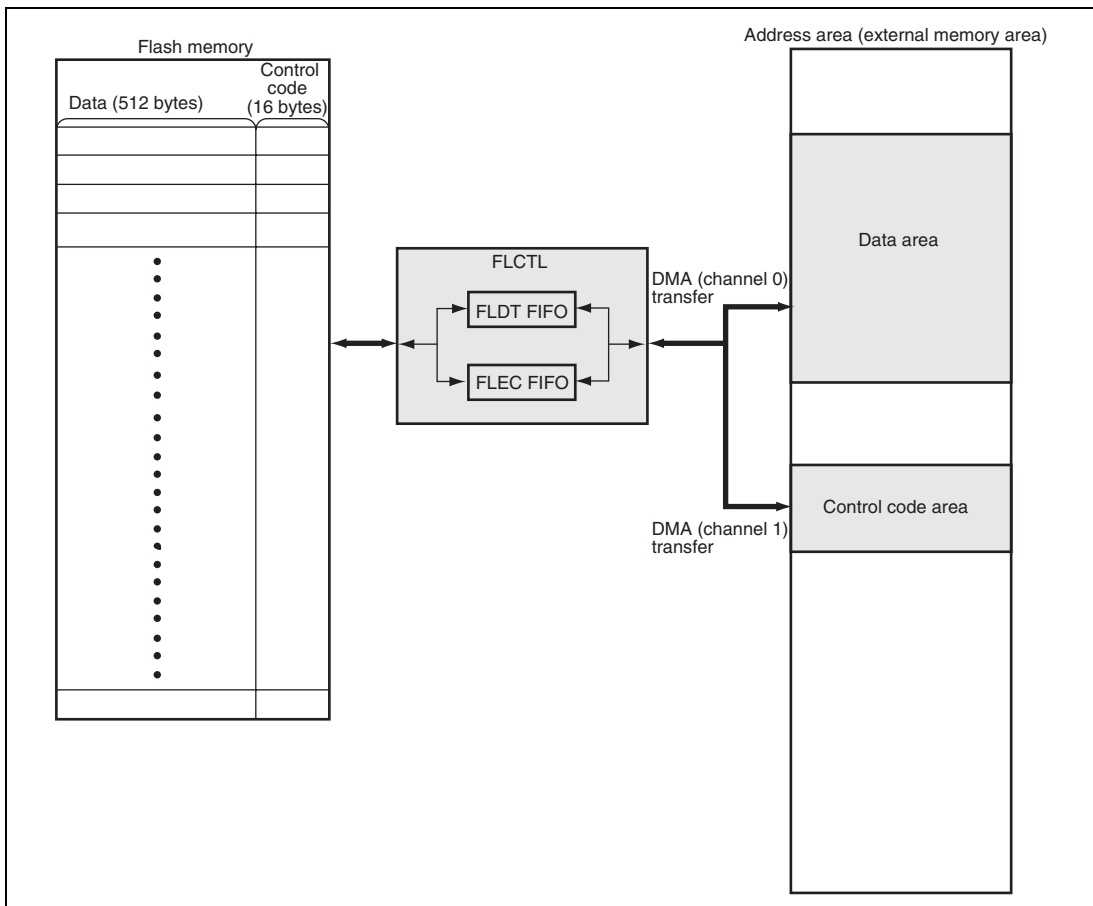 Flash memory
Data (512 bytes)
Control
code
(16 bytes)
FLCTL
FLDT FIFO
FLEC FIFO
DMA (channel 0)
transfer
DMA (channel 1)
transfer
Address area (external memory area)
Data area
Control code area